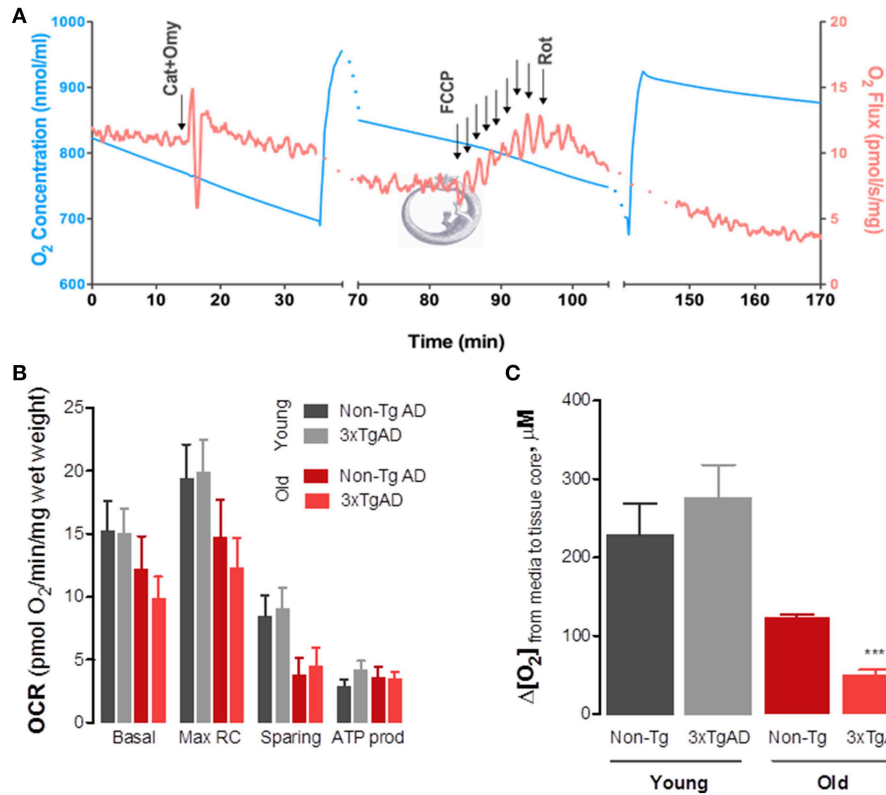 A
O2 Concentration (nmol/ml)
1000
900
800
700
600
Cat+Omy
FCCP
Rot
20
15
10
5
0
O2 Flux (pmol/s/mg)
0 10 20 30 70 80 90 100 150 160 170
Time (min)
B
OCR (pmol O2/min/mg wet weight)
25
20
15
10
5
0
Young
Non-Tg AD
3xTgAD
Old
Non-Tg AD
3xTgAD
Basal Max RC Sparing ATP prod
C
Δ[O2] from media to tissue core, μM
400
300
200
100
0
***
Non-Tg 3xTgAD Non-Tg 3xTgA
Young Old